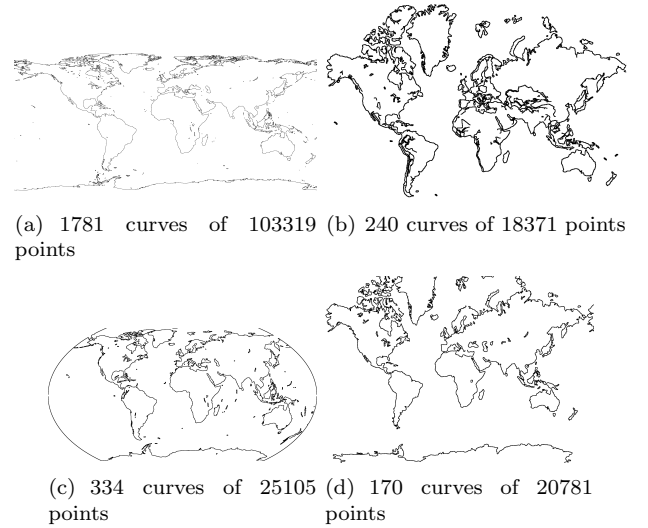 (a) 1781 curves of 103319
points
(b) 240 curves of 18371 points
(c) 334 curves of 25105
points
(d) 170 curves of 20781
points